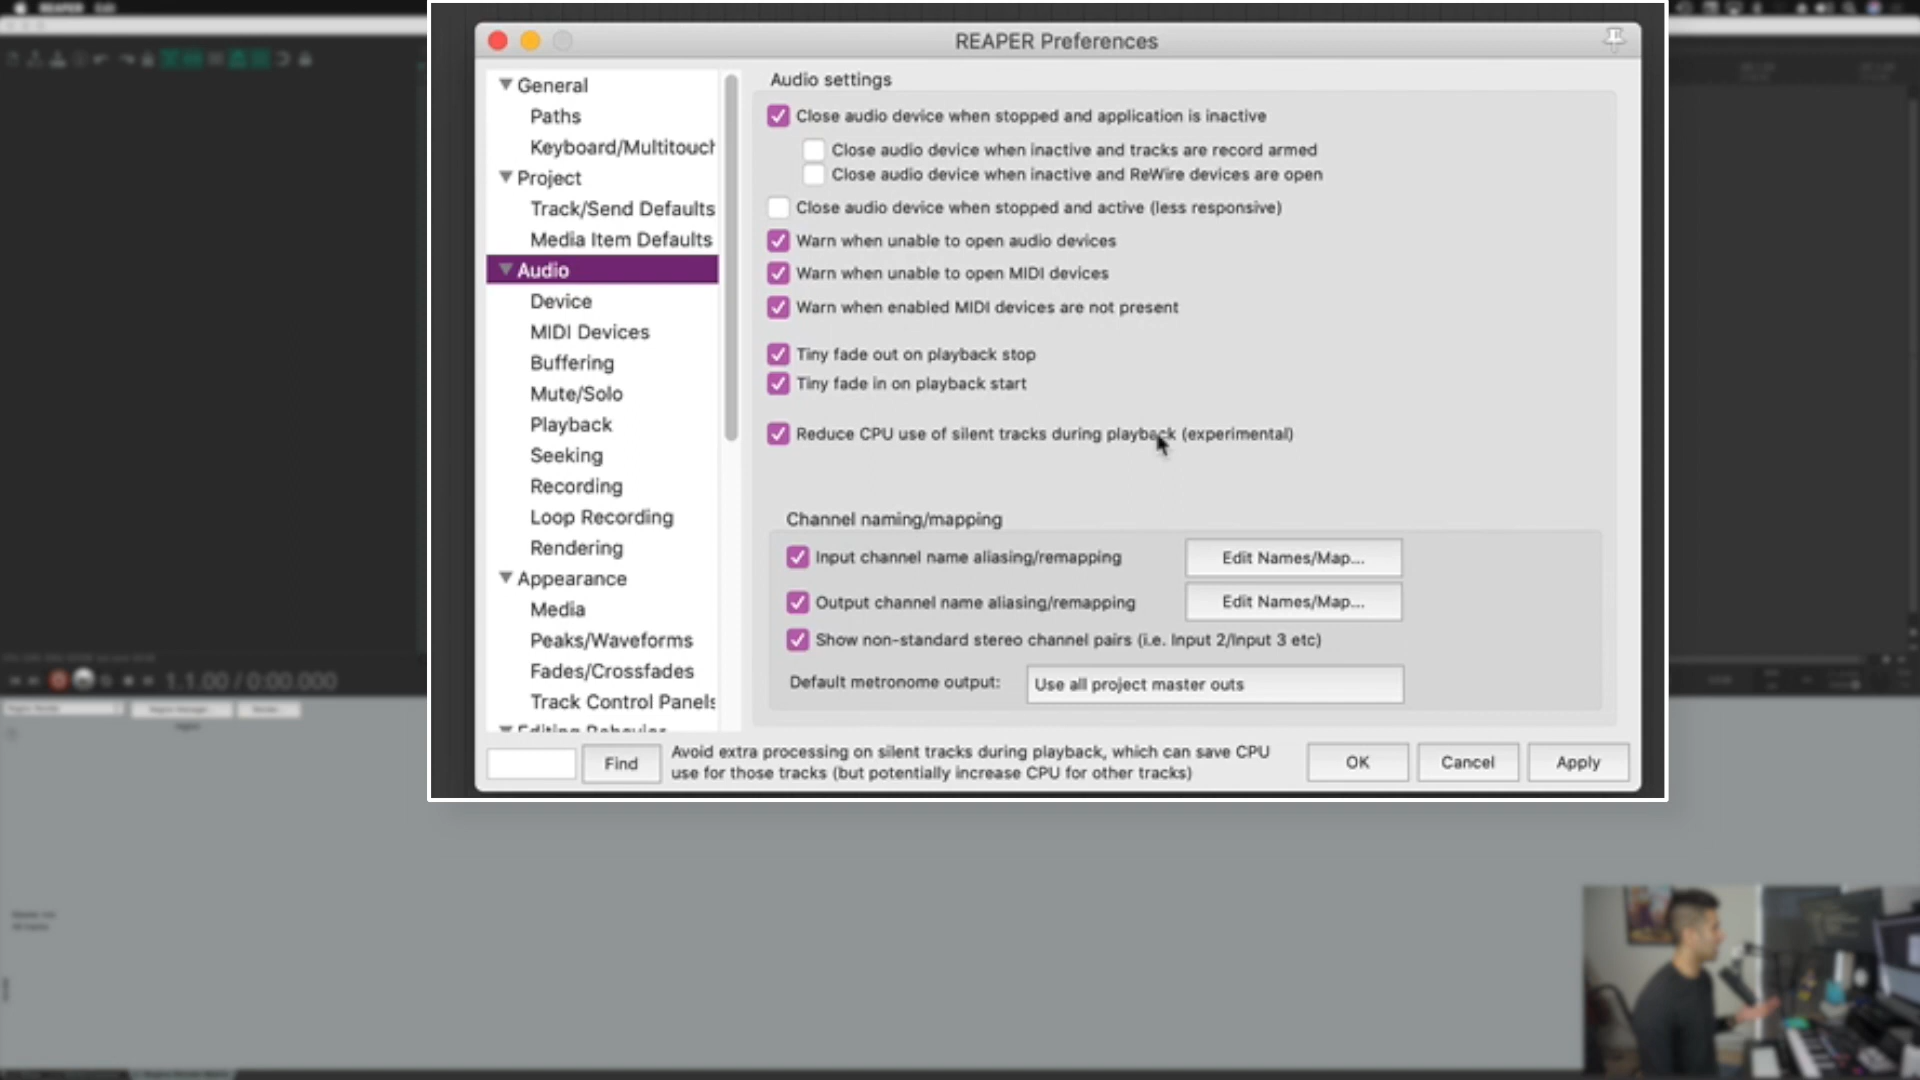 REAPER
REAPER Preferences
General
Paths
Keyboard/Multitouch
Project
Track/Send Defaults
Media Item Defaults
Audio
Device
MIDI Devices
Buffering
Mute/Solo
Playback
Seeking
Recording
Loop Recording
Rendering
Appearance
Media
Peaks/Waveforms
Fades/Crossfades
Track Control Panels
Editing Behavior
Find
Audio settings
Close audio device when stopped and application is inactive
Close audio device when inactive and tracks are record armed
Close audio device when inactive and ReWire devices are open
Close audio device when stopped and active (less responsive)
Warn when unable to open audio devices
Warn when unable to open MIDI devices
Warn when enabled MIDI devices are not present
Tiny fade out on playback stop
Tiny fade in on playback start
Reduce CPU use of silent tracks during playback (experimental)
Channel naming/mapping
Input channel name aliasing/remapping Edit Names/Map...
Output channel name aliasing/remapping Edit Names/Map...
Show non-standard stereo channel pairs (i.e. Input 2/Input 3 etc)
Default metronome output: Use all project master outs
Avoid extra processing on silent tracks during playback, which can save CPU
use for those tracks (but potentially increase CPU for other tracks)
OK Cancel Apply
1.1.00 / 0:00.000